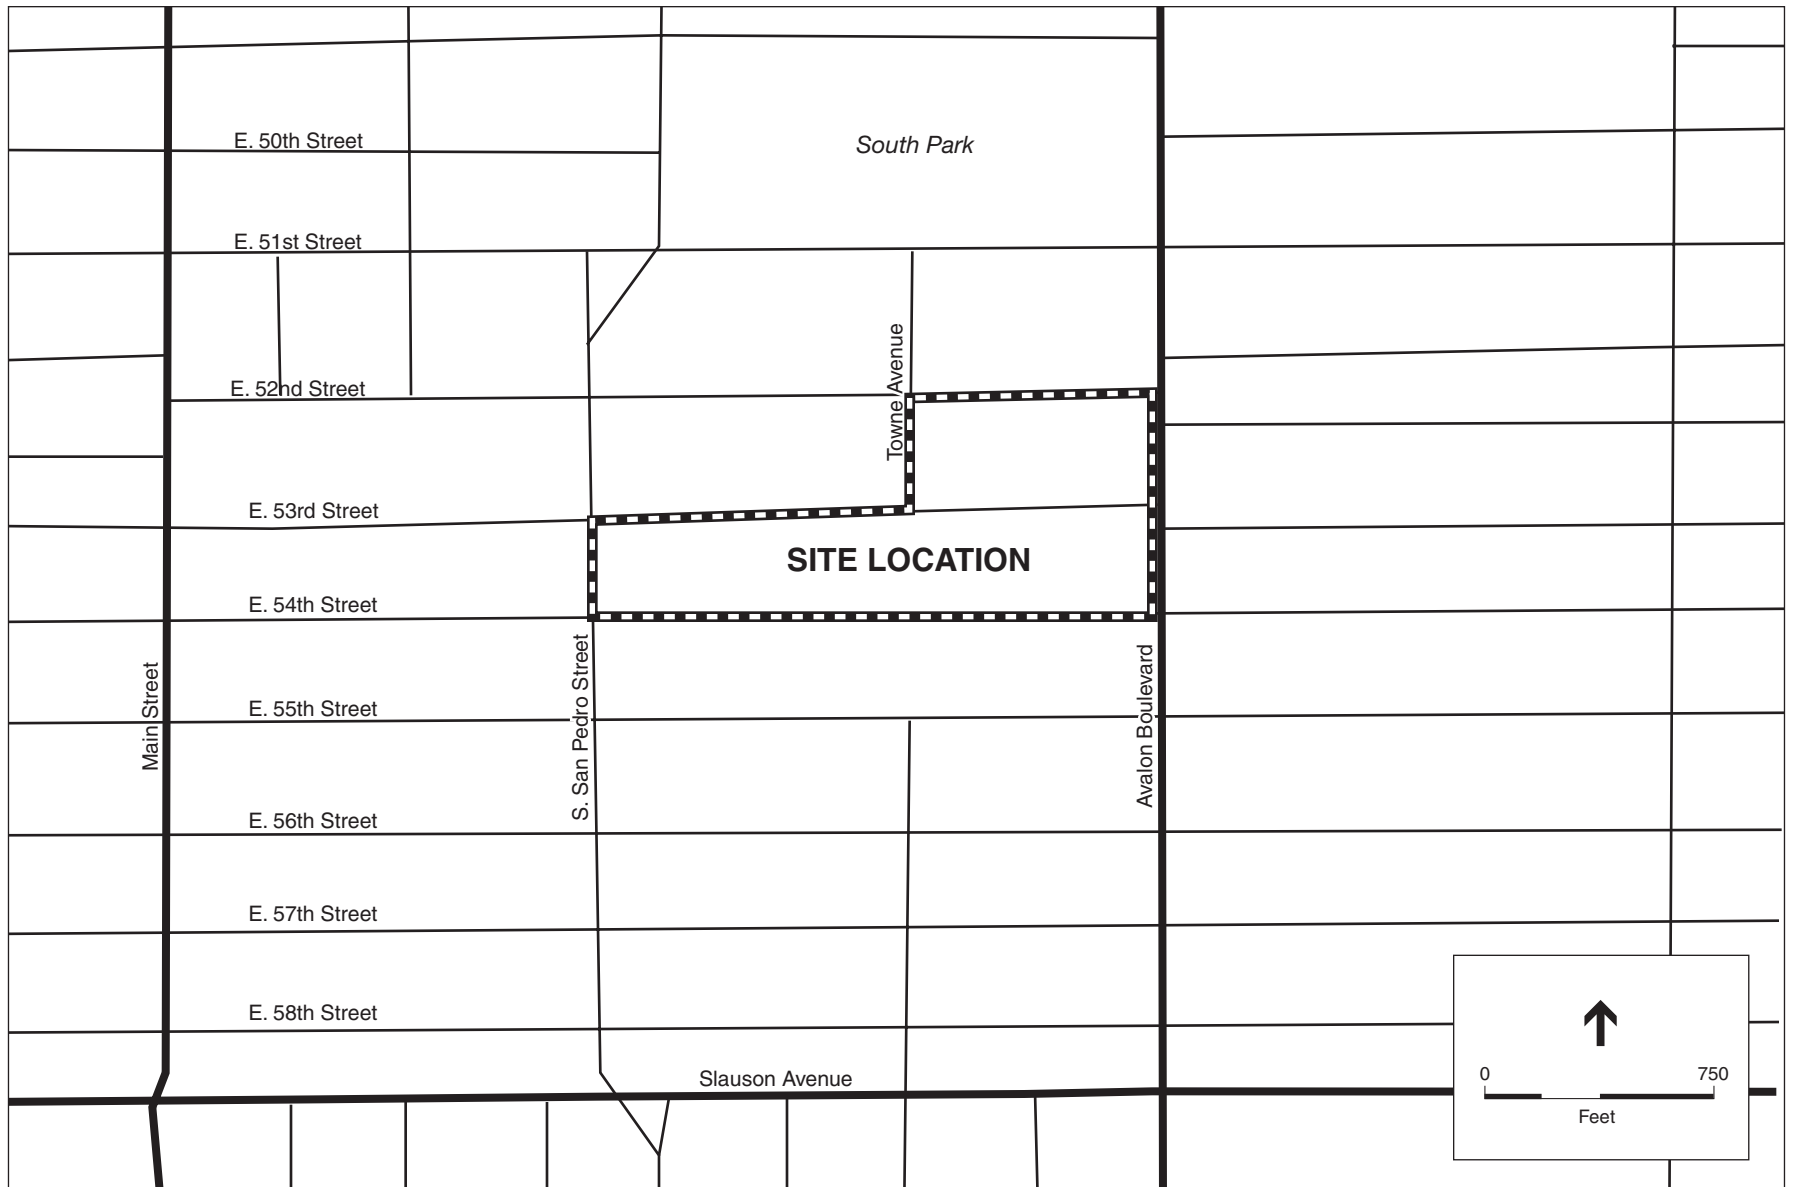 E. 50th Street
South Park
E. 51st Street
Towne Avenue
E. 52nd Street
E. 53rd Street
SITE LOCATION
E. 54th Street
Main Street
S. San Pedro Street
Avalon Boulevard
E. 55th Street
E. 56th Street
E. 57th Street
E. 58th Street
Slauson Avenue
0 750
Feet